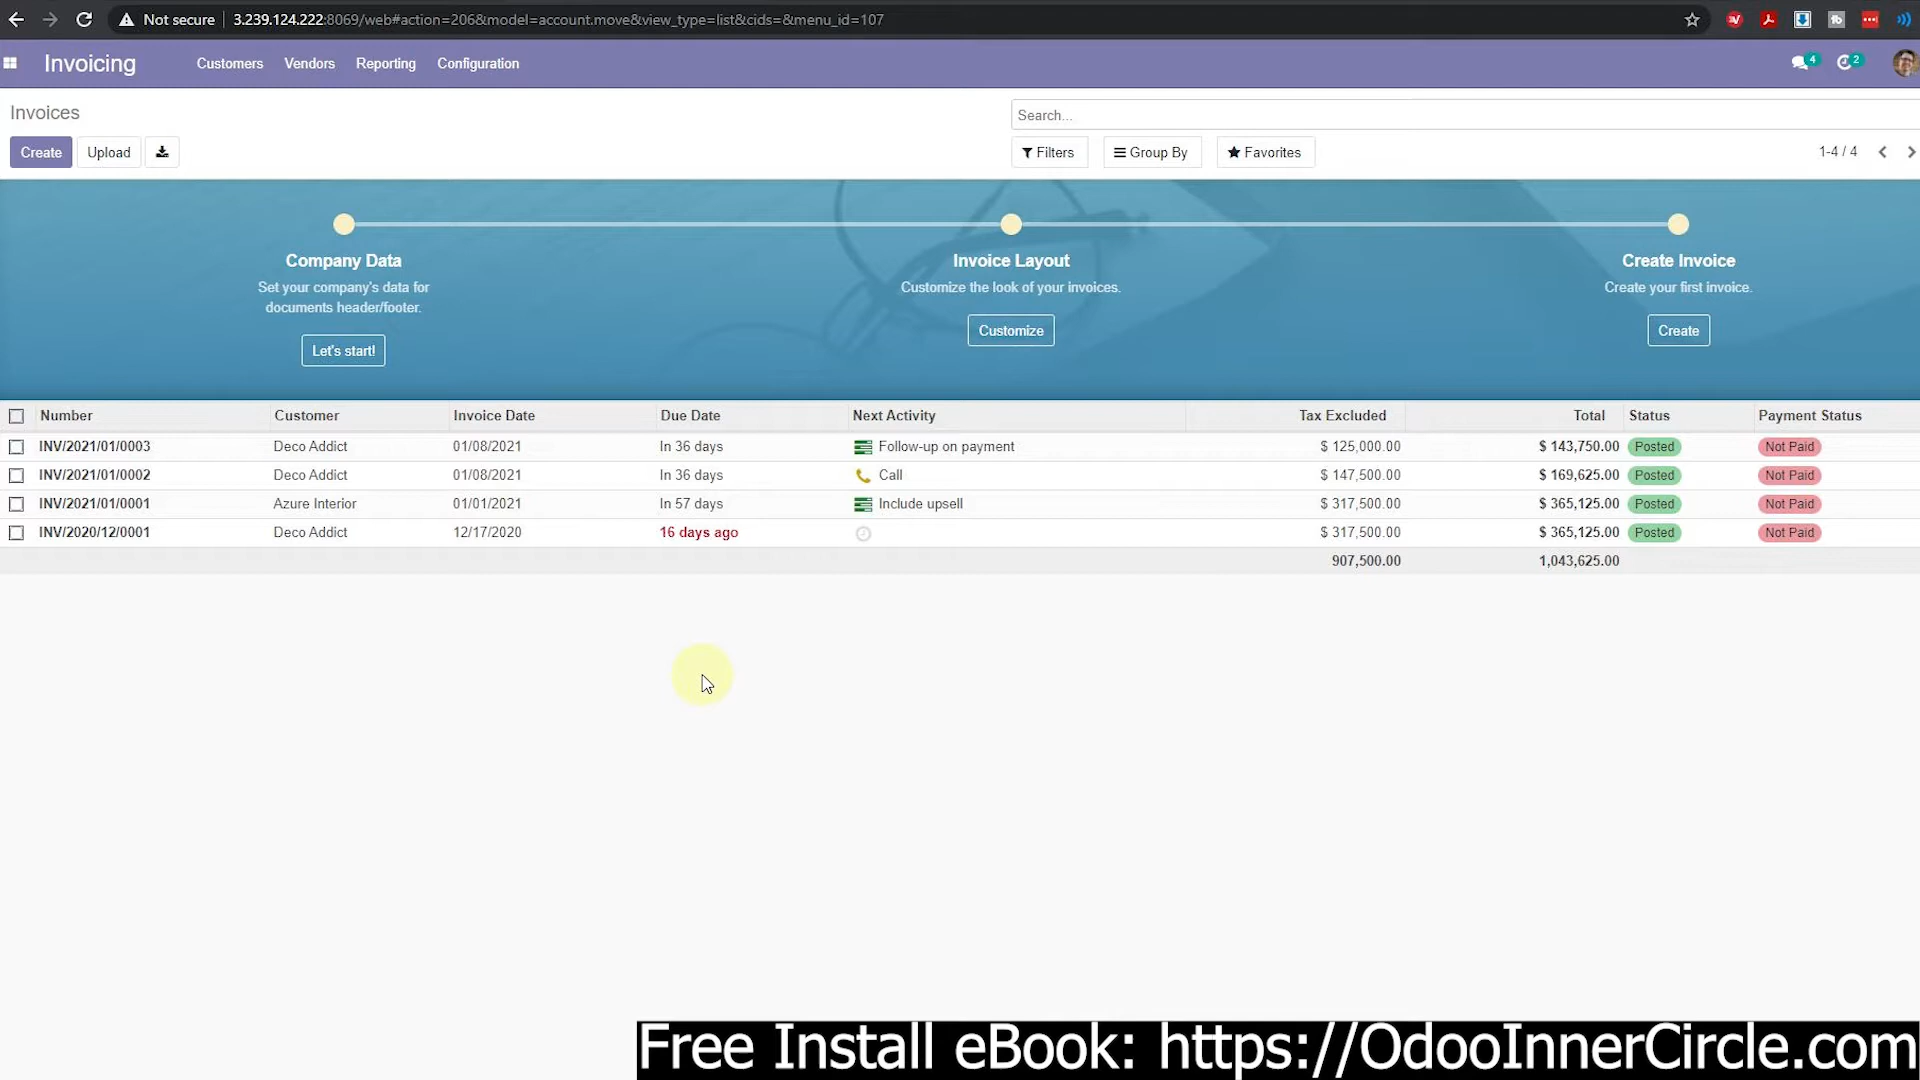 Not secure 3.239.124.222:8069/web#action=206&model=account.move&view_type=list&cids=&menu_id=107
Invoicing Customers Vendors Reporting Configuration 4 2
Invoices Search...
Create Upload Filters Group By Favorites 1-4 / 4
Company Data Invoice Layout Create Invoice
Set your company's data for Customize the look of your invoices. Create your first invoice.
documents header/footer.
Let's start! Customize Create
Number Customer Invoice Date Due Date Next Activity Tax Excluded Total Status Payment Status
INV/2021/01/0003 Deco Addict 01/08/2021 In 36 days Follow-up on payment $ 125,000.00 $ 143,750.00 Posted Not Paid
INV/2021/01/0002 Deco Addict 01/08/2021 In 36 days Call $ 147,500.00 $ 169,625.00 Posted Not Paid
INV/2021/01/0001 Azure Interior 01/01/2021 In 57 days Include upsell $ 317,500.00 $ 365,125.00 Posted Not Paid
INV/2020/12/0001 Deco Addict 12/17/2020 16 days ago $ 317,500.00 $ 365,125.00 Posted Not Paid
907,500.00 1,043,625.00
Free Install eBook: https://OdooInnerCircle.com